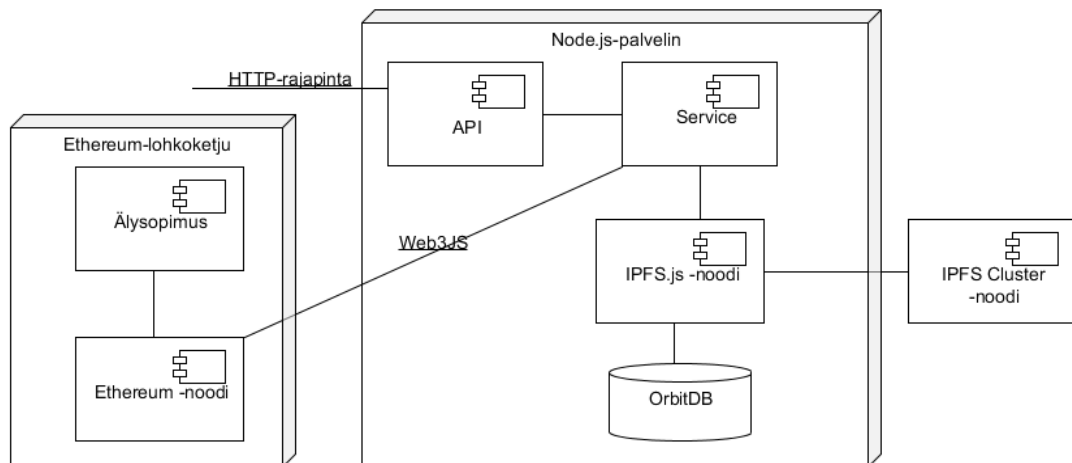 Node.js-palvelin
HTTP-rajapinta
API
Service
Ethereum-lohkoketju
Älysopimus
Web3JS
IPFS.js -noodi
IPFS Cluster
-noodi
Ethereum -noodi
OrbitDB